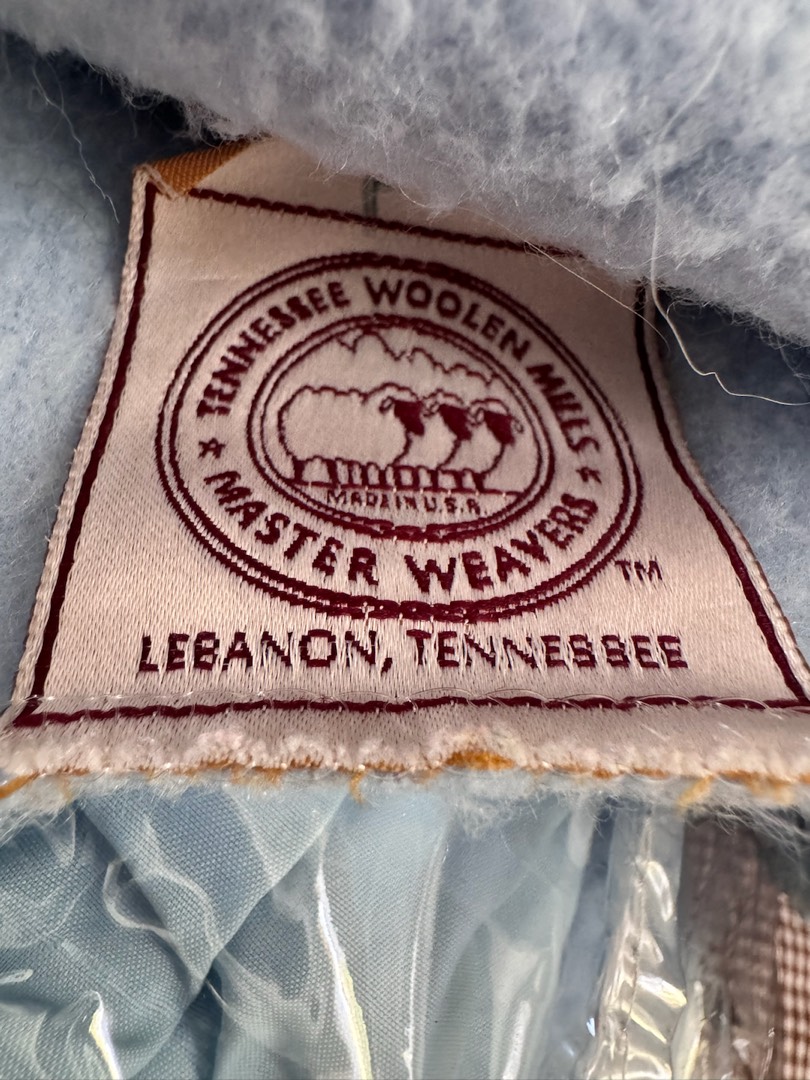 TENNESSEE WOOLEN MILLS
MADE IN U.S.A.
MASTER WEAVERS
TM
LEBANON, TENNESSEE